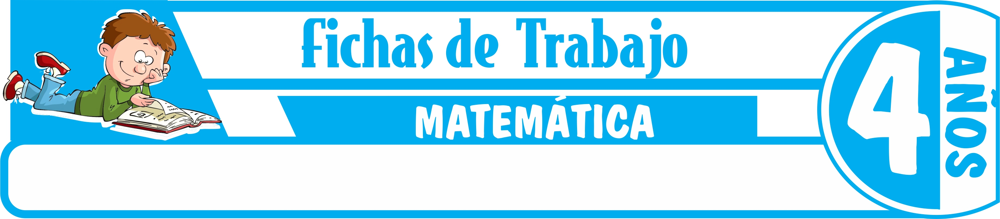 Fichas de Trabajo
MATEMÁTICA
4
AÑOS